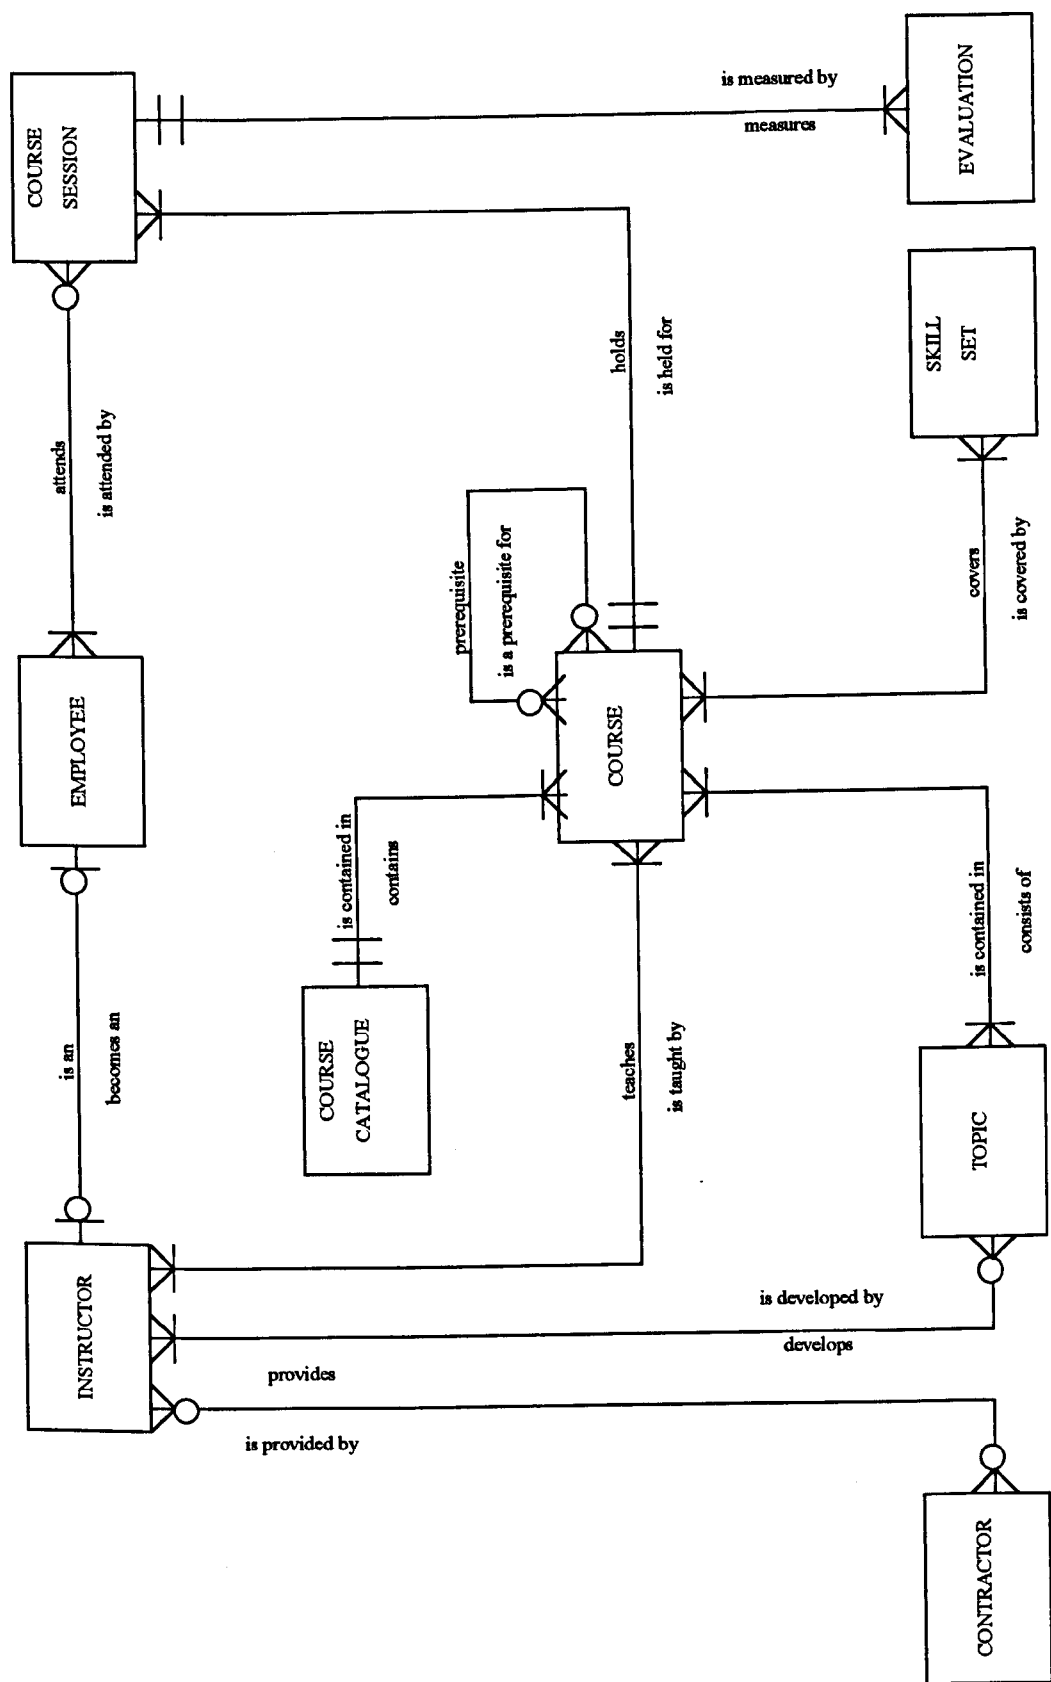 COURSE
SESSION
is measured by
measures
EVALUATION
attends
is attended by
holds
is held for
SKILL
SET
EMPLOYEE
prerequisite
is a prerequisite for
COURSE
covers
is covered by
is an
becomes an
COURSE
CATALOGUE
is contained in
contains
teaches
is taught by
is contained in
consists of
TOPIC
INSTRUCTOR
is developed by
develops
provides
is provided by
CONTRACTOR